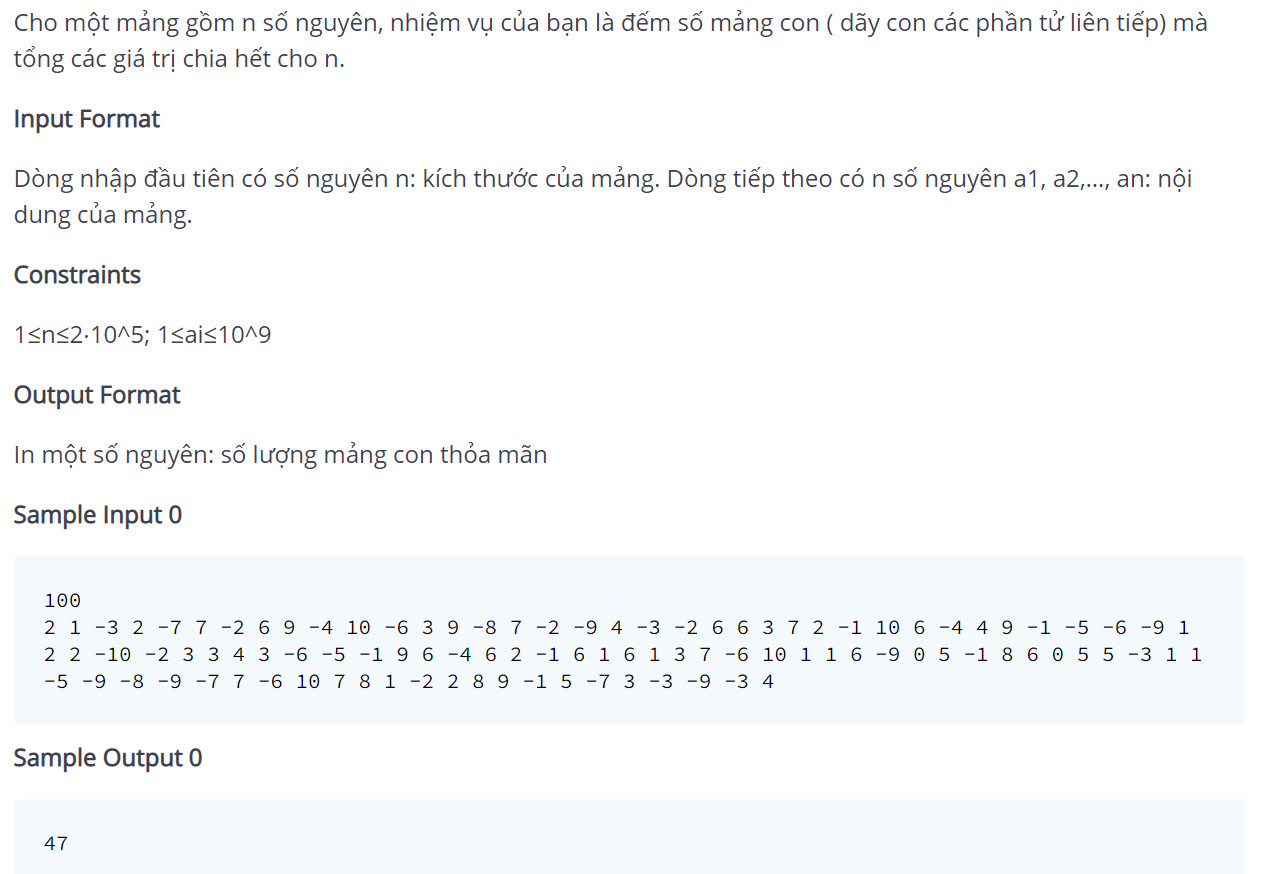 Cho một mảng gồm n số nguyên, nhiệm vụ của bạn là đếm số mảng con ( dãy con các phần tử liên tiếp) mà
tổng các giá trị chia hết cho n.
Input Format
Dòng nhập đầu tiên có số nguyên n: kích thước của mảng. Dòng tiếp theo có n số nguyên a1, a2,..., an: nội
dung của mảng.
Constraints
1≤n≤2⋅10^5; 1≤ai≤10^9
Output Format
In một số nguyên: số lượng mảng con thỏa mãn
Sample Input 0
100
2 1 -3 2 -7 7 -2 6 9 -4 10 -6 3 9 -8 7 -2 -9 4 -3 -2 6 6 3 7 2 -1 10 6 -4 4 9 -1 -5 -6 -9 1
2 2 -10 -2 3 3 4 3 -6 -5 -1 9 6 -4 6 2 -1 6 1 6 1 3 7 -6 10 1 1 6 -9 0 5 -1 8 6 0 5 5 -3 1 1
-5 -9 -8 -9 -7 7 -6 10 7 8 1 -2 2 8 9 -1 5 -7 3 -3 -9 -3 4
Sample Output 0
47